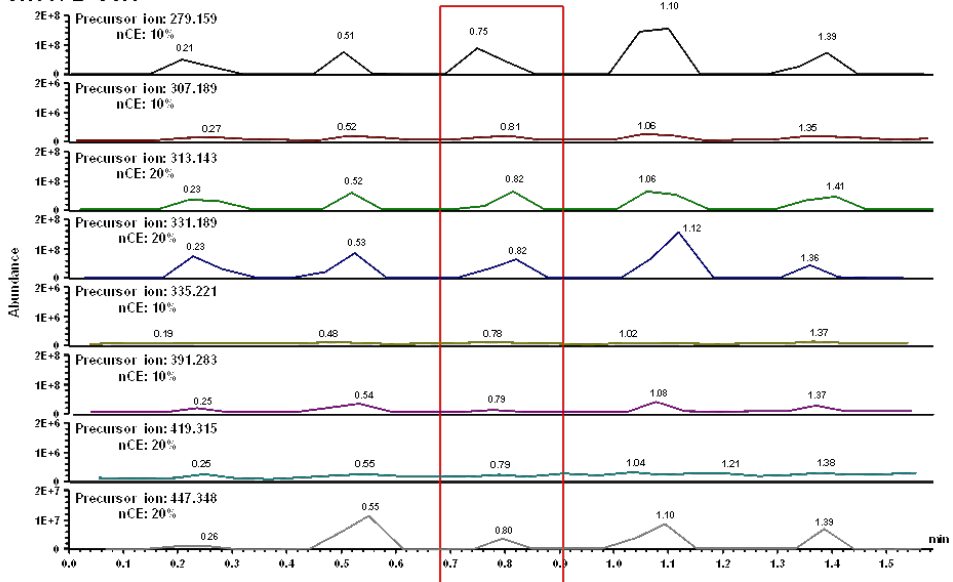 2E+8
1E+8
0
Precursor ion: 279.159
nCE: 10%
0.21
0.51
0.75
1.10
1.39
2E+6
1E+6
0
Precursor ion: 307.189
nCE: 10%
0.27
0.52
0.81
1.06
1.35
2E+8
1E+8
0
Precursor ion: 313.143
nCE: 20%
0.23
0.52
0.82
1.06
1.41
2E+8
1E+8
0
Precursor ion: 331.189
nCE: 20%
0.23
0.53
0.82
1.12
1.36
Abundance
2E+6
1E+6
0
Precursor ion: 335.221
nCE: 10%
0.19
0.48
0.78
1.02
1.37
2E+8
1E+8
0
Precursor ion: 391.283
nCE: 10%
0.25
0.54
0.79
1.08
1.37
2E+6
1E+6
0
Precursor ion: 419.315
nCE: 20%
0.25
0.55
0.79
1.04
1.21
1.38
2E+7
1E+7
0
Precursor ion: 447.348
nCE: 20%
0.26
0.55
0.80
1.10
1.39
min
0.0 0.1 0.2 0.3 0.4 0.5 0.6 0.7 0.8 0.9 1.0 1.1 1.2 1.3 1.4 1.5